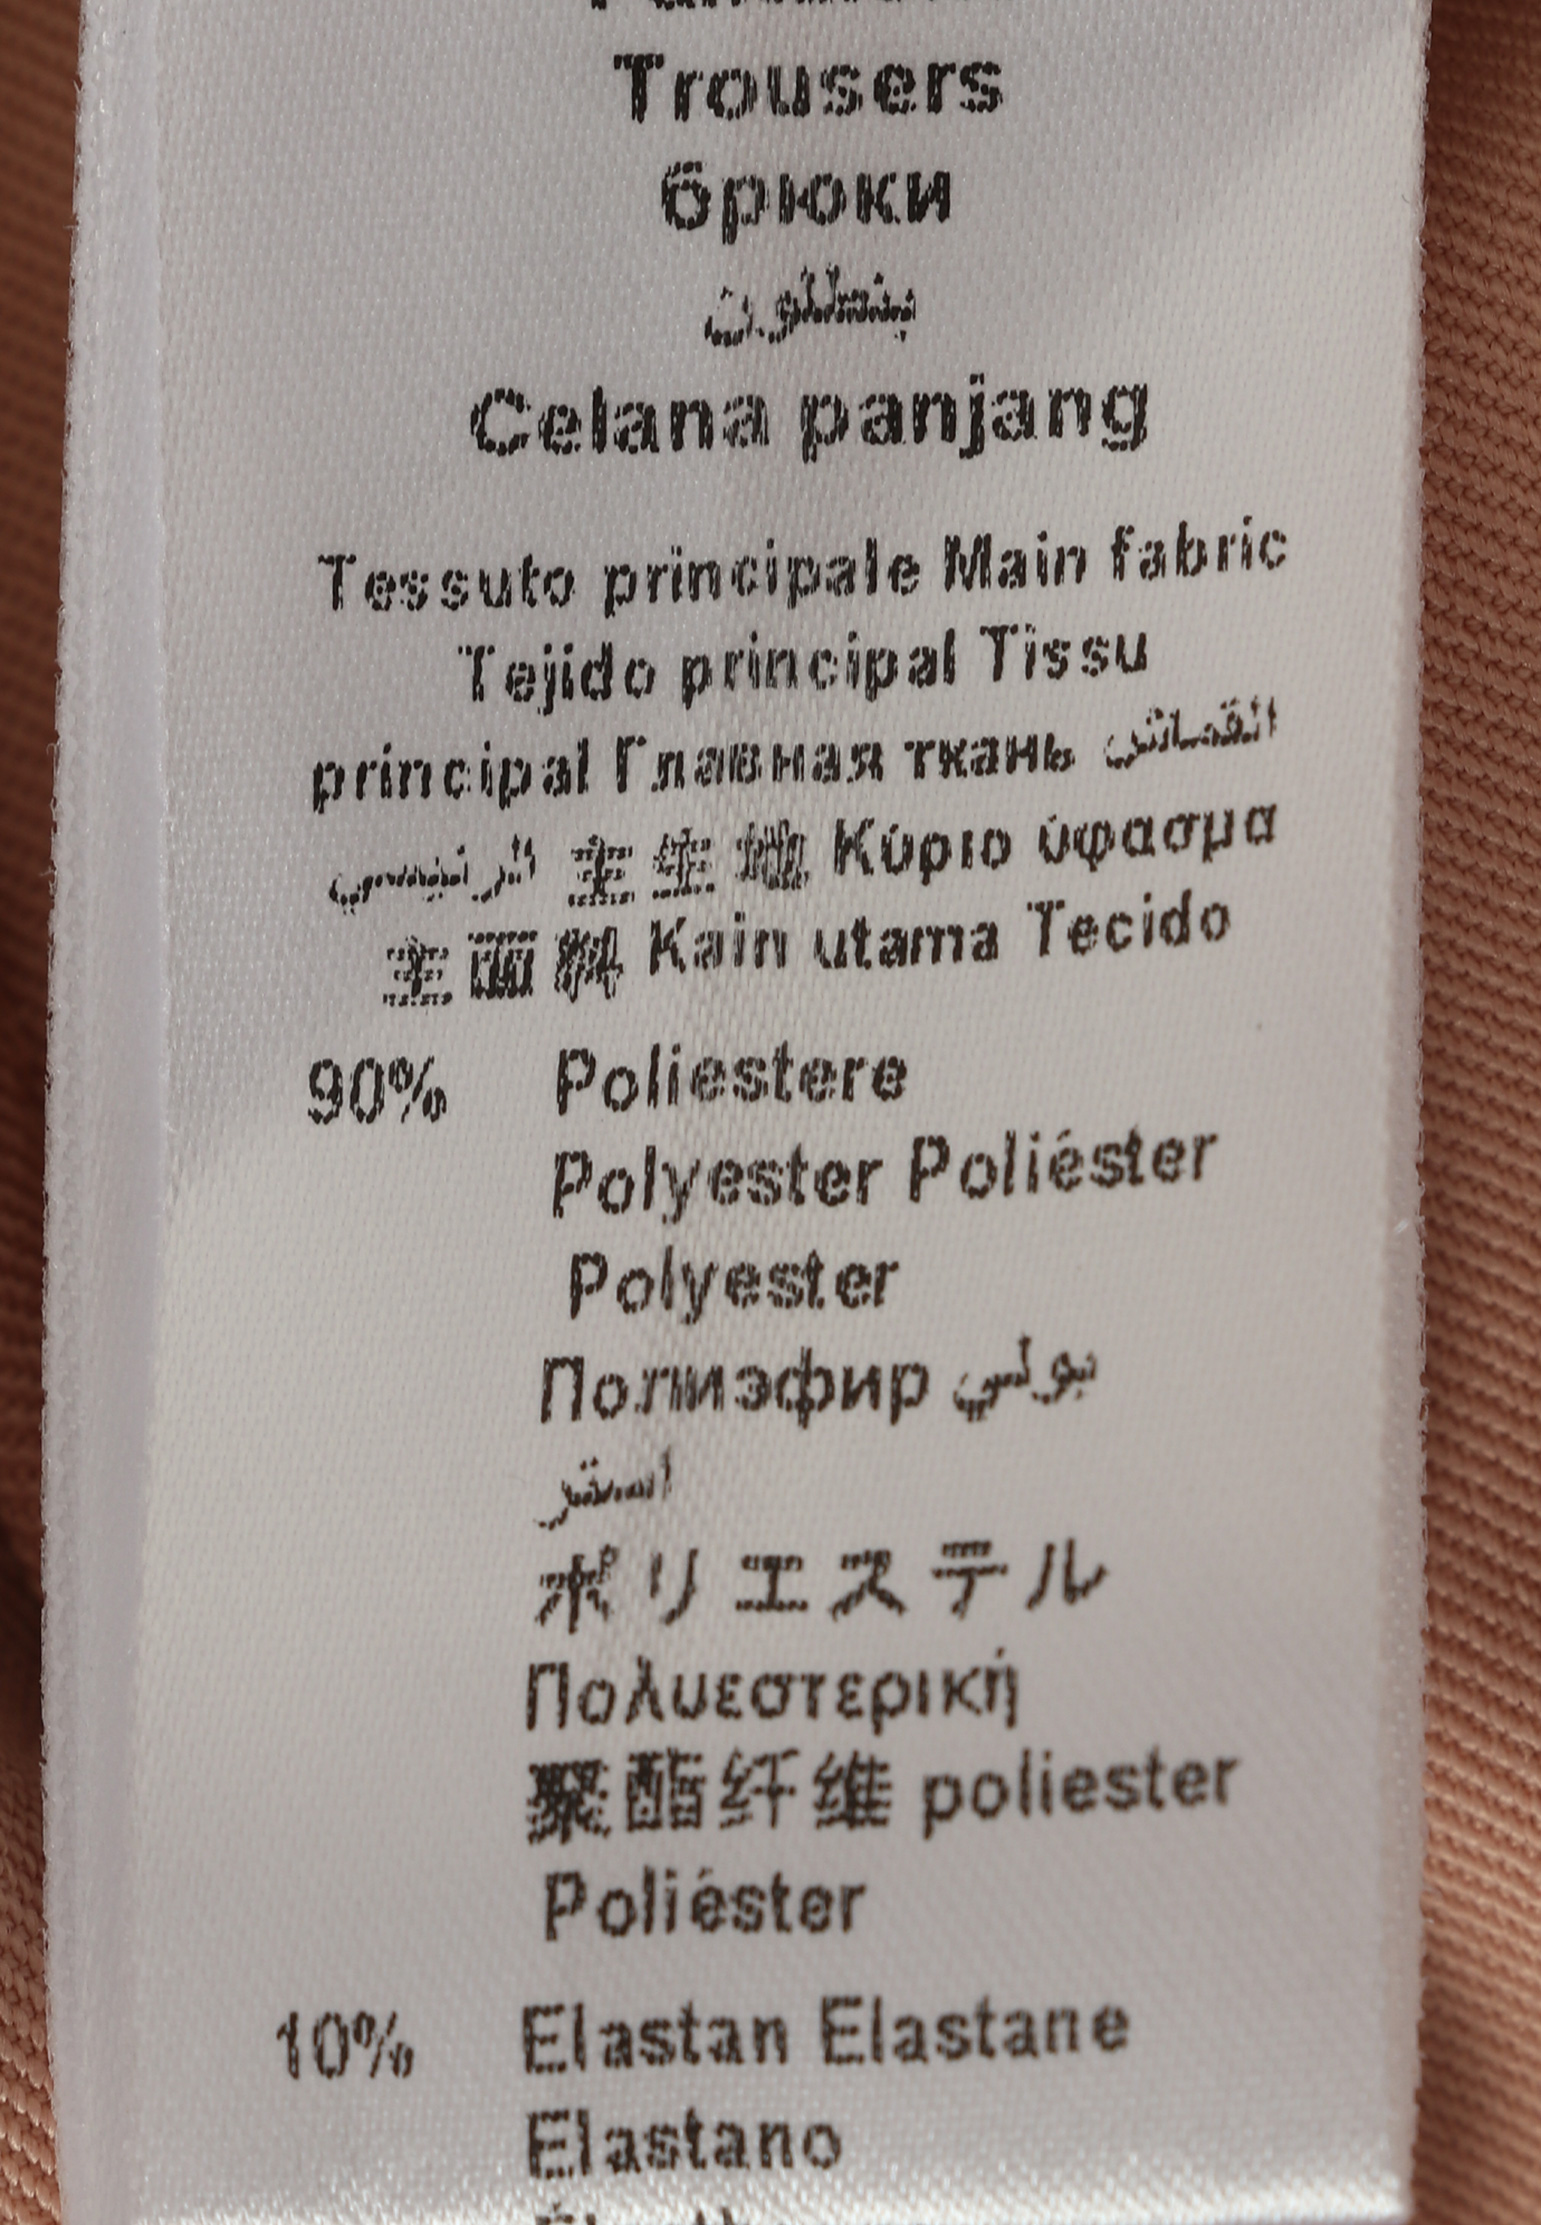 Trousers
брюки
بنطلون
Celana panjang
Tessuto principale Main fabric
Tejido principal Tissu
principal Главная ткань القماش
الرئيسي 主生地 Κύριο ύφασμα
主面料 Kain utama Tecido
90% Poliestere
Polyester Poliéster
Polyester
Полиэфир بولي
استر
ポリエステル
Πολυεστερική
聚酯纤维 poliester
Poliéster
10% Elastan Elastane
Elastano